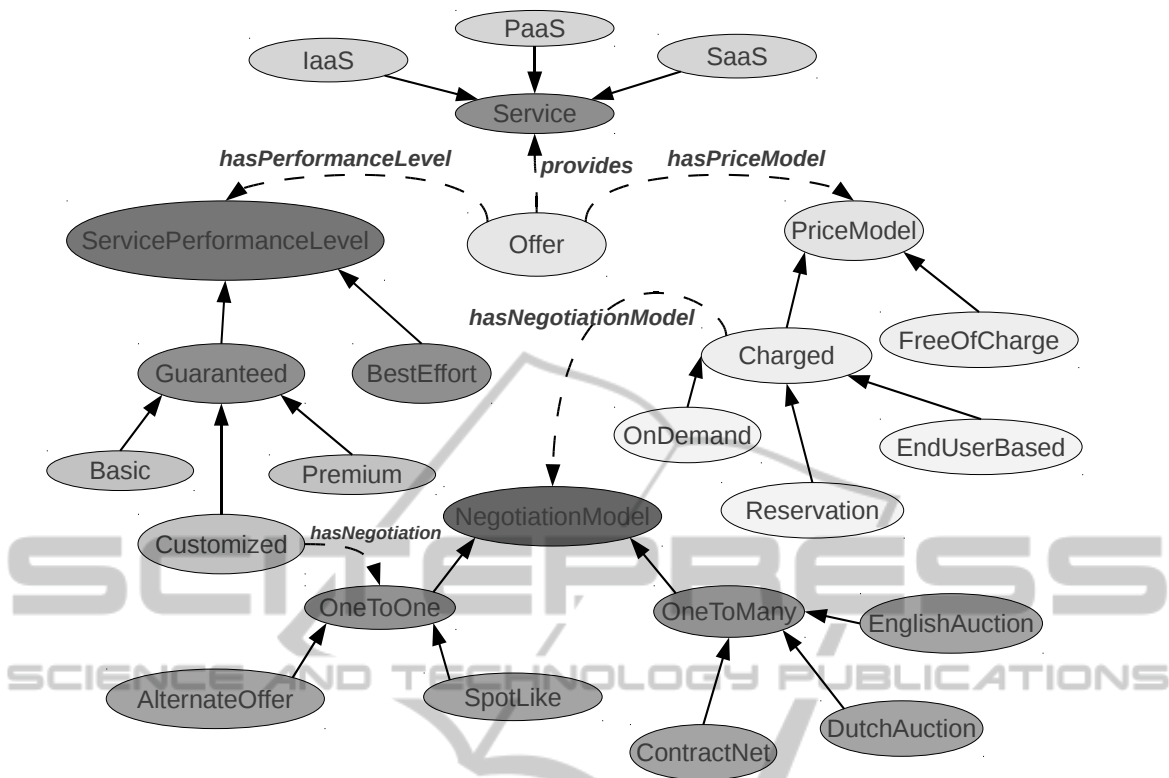 PaaS
IaaS
SaaS
Service
hasPerformanceLevel
provides
hasPriceModel
ServicePerformanceLevel
Offer
PriceModel
hasNegotiationModel
FreeOfCharge
Charged
Guaranteed
BestEffort
OnDemand
EndUserBased
Basic
Premium
Reservation
NegotiationModel
Customized
hasNegotiation
SCITEPRESS
OneToOne
OneToMany
EnglishAuction
SCIENCE AND TECHNOLOGY PUBLICATIONS
AlternateOffer
SpotLike
DutchAuction
ContractNet